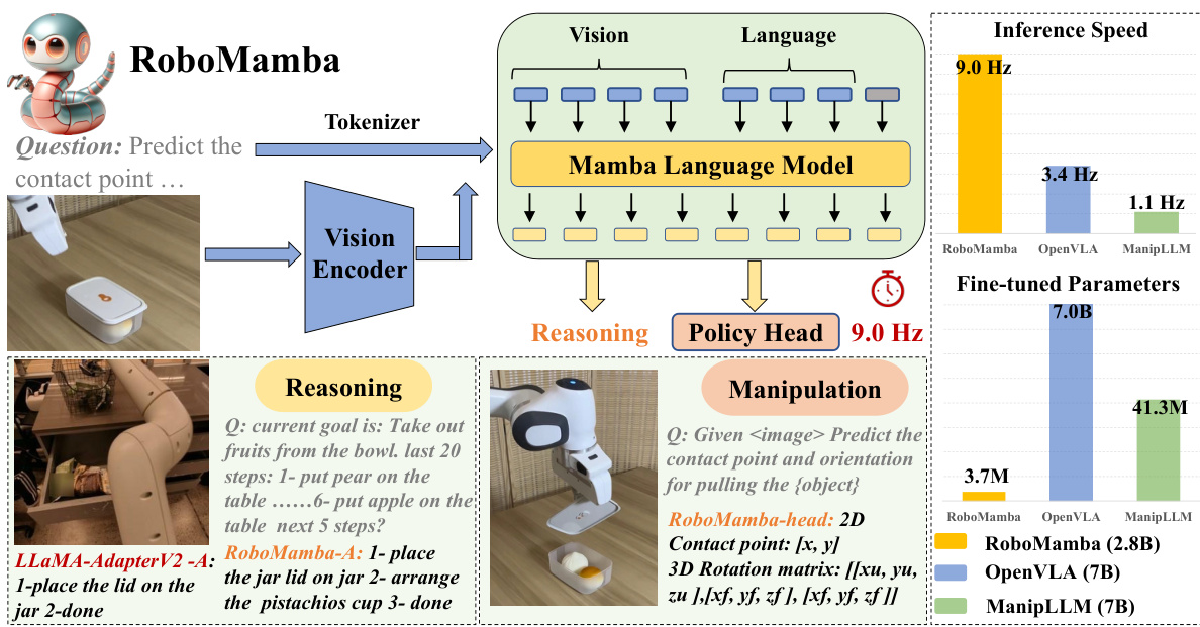 RoboMamba
Question: Predict the
contact point …
Tokenizer
Vision
Encoder
Vision
Language
Mamba Language Model
Reasoning
Policy Head
9.0 Hz
Inference Speed
9.0 Hz
3.4 Hz
1.1 Hz
RoboMamba
OpenVLA
ManipLLM
Fine-tuned Parameters
7.0B
41.3M
3.7M
RoboMamba
OpenVLA
ManipLLM
RoboMamba (2.8B)
OpenVLA (7B)
ManipLLM (7B)
Reasoning
Q: current goal is: Take out
fruits from the bowl. last 20
steps: 1- put pear on the
table ……6- put apple on the
table next 5 steps?
LLaMA-AdapterV2 -A:
1-place the lid on the
jar 2-done
RoboMamba-A: 1- place
the jar lid on jar 2- arrange
the pistachios cup 3- done
Manipulation
Q: Given <image> Predict the
contact point and orientation
for pulling the {object}
RoboMamba-head: 2D
Contact point: [x, y]
3D Rotation matrix: [[xu, yu,
zu ],[xf, yf, zf ], [xf, yf, zf ]]